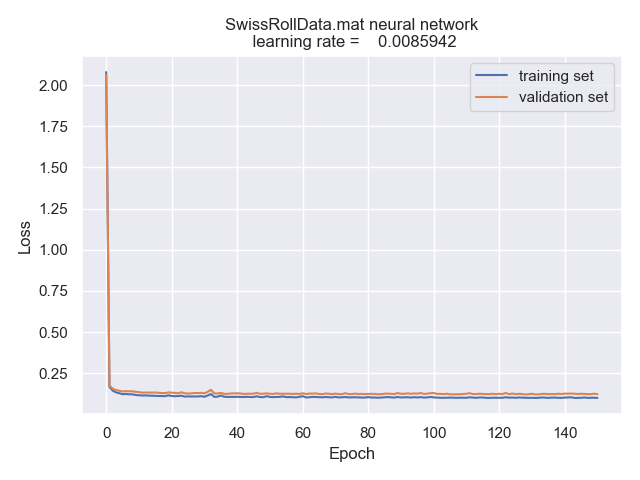 SwissRollData.mat neural network
learning rate = 0.0085942
training set
validation set
2.00
1.75
1.50
1.25
1.00
0.75
0.50
0.25
Loss
0 20 40 60 80 100 120 140
Epoch